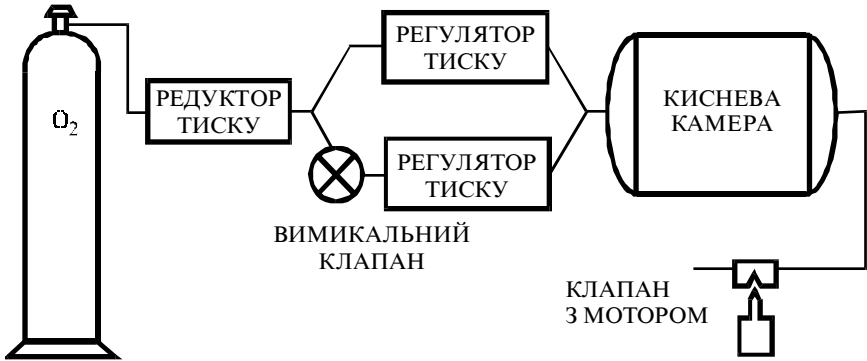 O₂
РЕДУКТОР
ТИСКУ
РЕГУЛЯТОР
ТИСКУ
РЕГУЛЯТОР
ТИСКУ
ВИМИКАЛЬНИЙ
КЛАПАН
КИСНЕВА
КАМЕРА
КЛАПАН
З МОТОРОМ